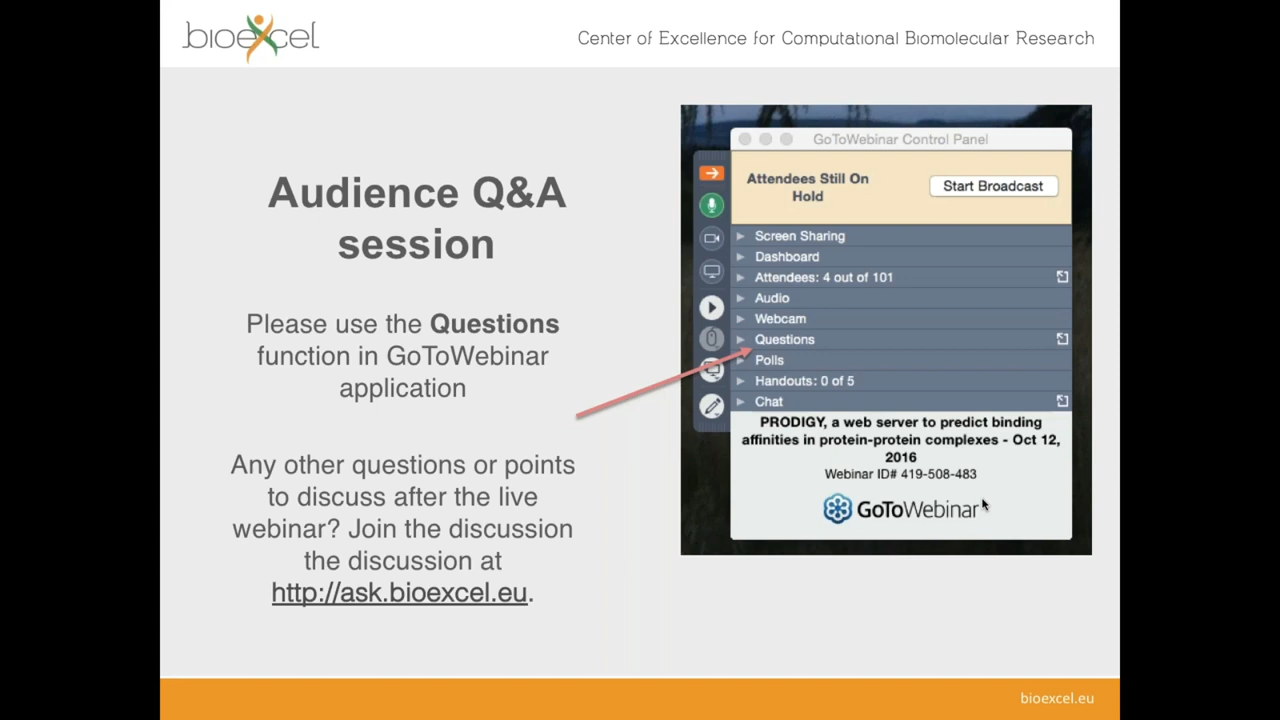 bioexcel
Center of Excellence for Computational Biomolecular Research
Audience Q&A
session
Please use the Questions
function in GoToWebinar
application
Any other questions or points
to discuss after the live
webinar? Join the discussion
the discussion at
http://ask.bioexcel.eu.
GoToWebinar Control Panel
Attendees Still On
Hold
Start Broadcast
Screen Sharing
Dashboard
Attendees: 4 out of 101
Audio
Webcam
Questions
Polls
Handouts: 0 of 5
Chat
PRODIGY, a web server to predict binding
affinities in protein-protein complexes - Oct 12,
2016
Webinar ID# 419-508-483
GoToWebinar
bioexcel.eu